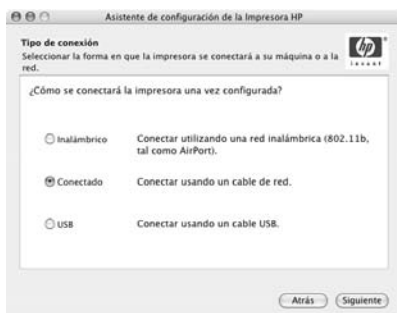 Asistente de configuración de la Impresora HP
Tipo de conexión
Seleccionar la forma en que la impresora se conectará a su máquina o a la
red.
hp
invent
¿Cómo se conectará la impresora una vez configurada?
Inalámbrico
Conectar utilizando una red inalámbrica (802.11b,
tal como AirPort).
Conectado
Conectar usando un cable de red.
USB
Conectar usando un cable USB.
Atrás
Siguiente